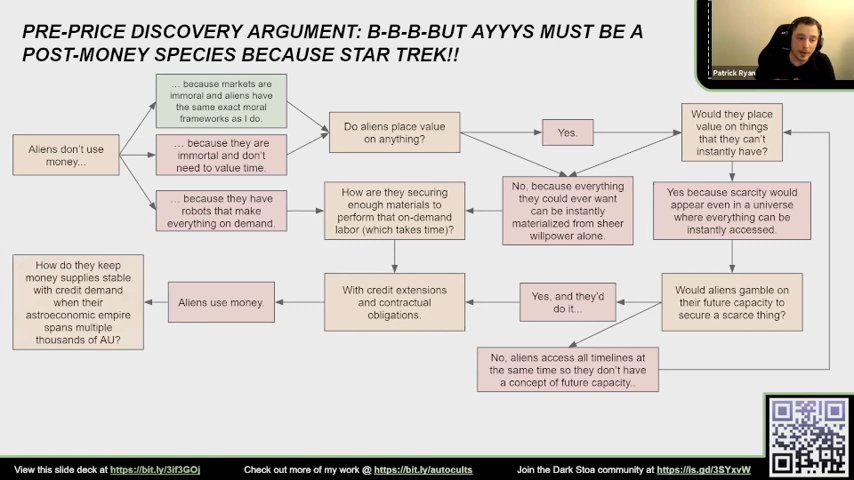 PRE-PRICE DISCOVERY ARGUMENT: B-B-B-BUT AYYYS MUST BE A
POST-MONEY SPECIES BECAUSE STAR TREK!!
Patrick Ryan
... because markets are
immoral and aliens have
the same exact moral
frameworks as I do.
Aliens don't use
money...
... because they are
immortal and don't
need to value time.
... because they have
robots that make
everything on demand.
Do aliens place value
on anything?
Yes.
Would they place
value on things
that they can't
instantly have?
How are they securing
enough materials to
perform that on-demand
labor (which takes time)?
No, because everything
they could ever want
can be instantly
materialized from sheer
willpower alone.
Yes because scarcity would
appear even in a universe
where everything can be
instantly accessed.
How do they keep
money supplies stable
with credit demand
when their
astroeconomic empire
spans multiple
thousands of AU?
Aliens use money.
With credit extensions
and contractual
obligations.
Yes, and they'd
do it...
Would aliens gamble on
their future capacity to
secure a scarce thing?
No, aliens access all timelines at
the same time so they don't have
a concept of future capacity..
View this slide deck at https://bit.ly/3if3GOj
Check out more of my work @ https://bit.ly/autocults
Join the Dark Stoa community at https://is.gd/3SYxvW